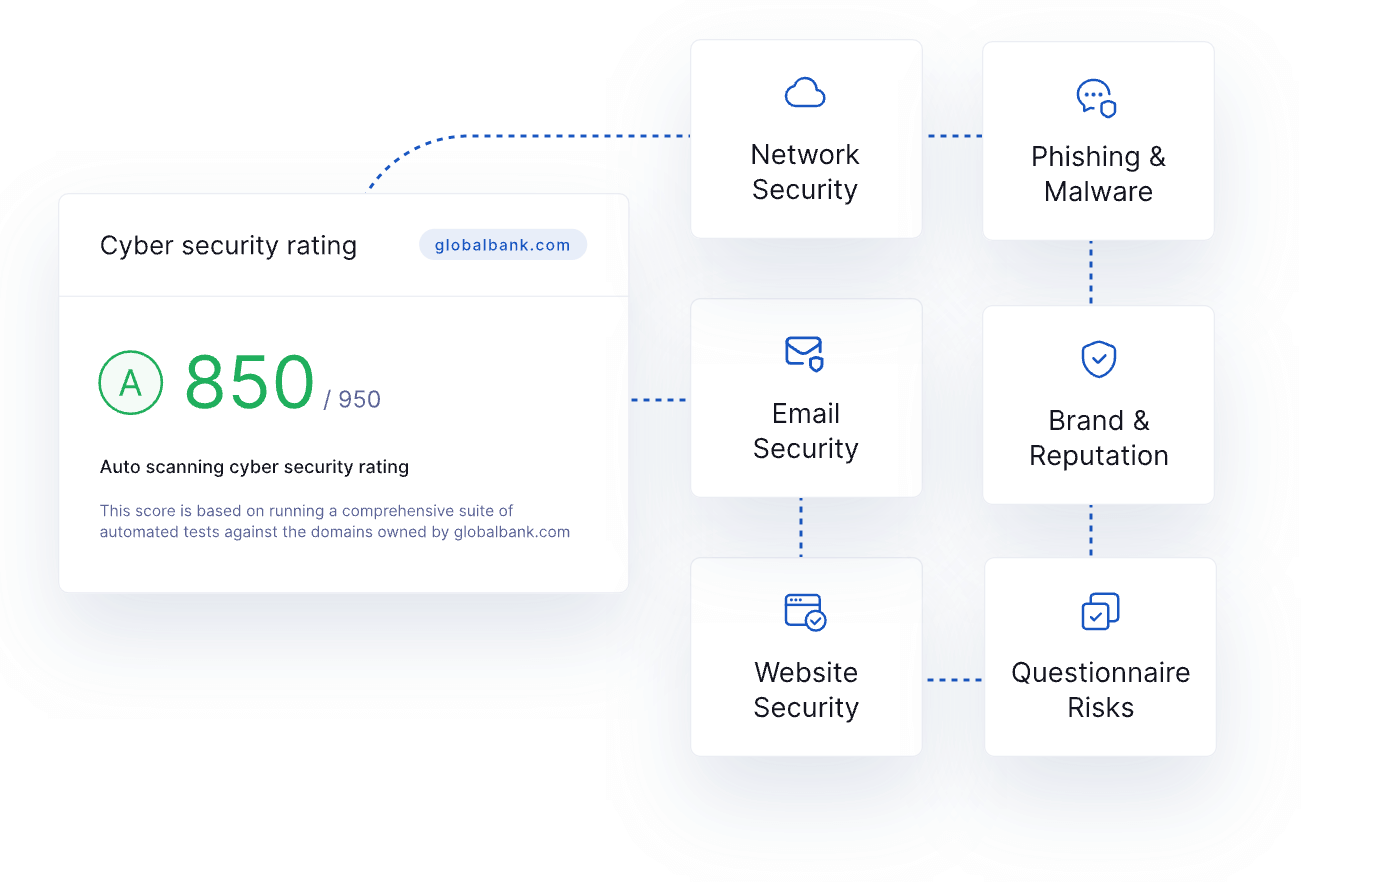 Cyber security rating
globalbank.com
A
850 / 950
Auto scanning cyber security rating
This score is based on running a comprehensive suite of
automated tests against the domains owned by globalbank.com
Network
Security
Phishing &
Malware
Email
Security
Brand &
Reputation
Website
Security
Questionnaire
Risks